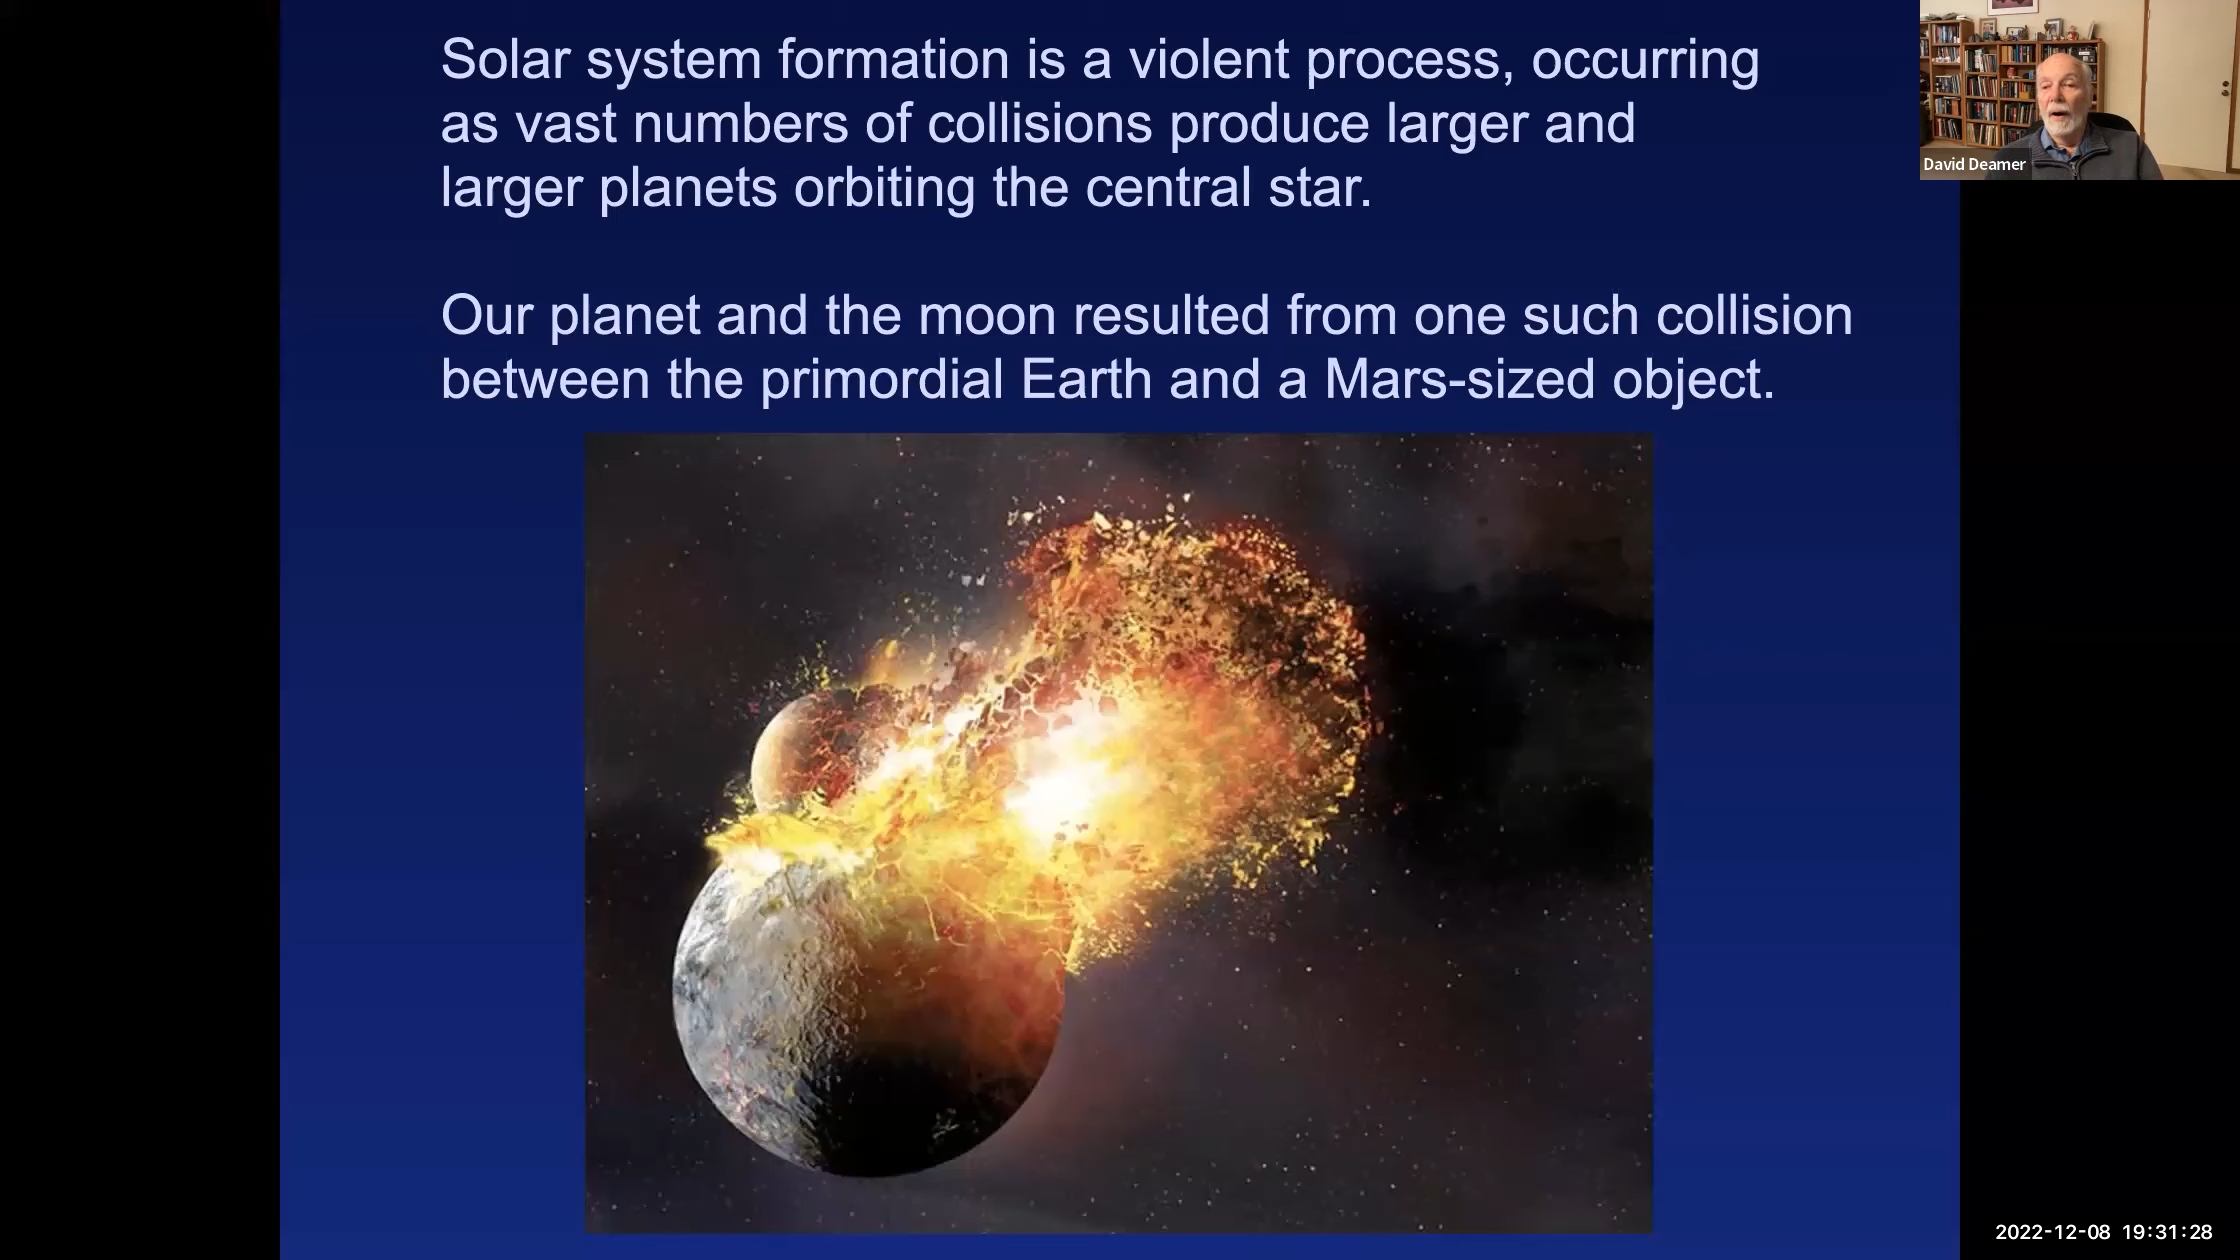 Solar system formation is a violent process, occurring
as vast numbers of collisions produce larger and
larger planets orbiting the central star.
Our planet and the moon resulted from one such collision
between the primordial Earth and a Mars-sized object.
David Deamer
2022-12-08 19:31:28